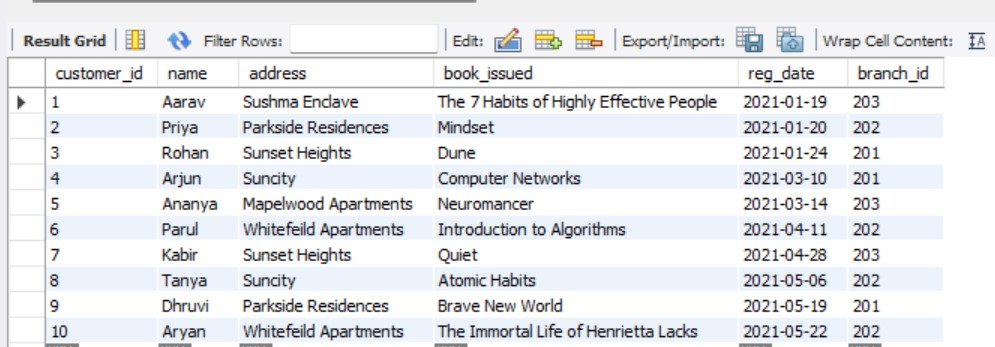 Result Grid Filter Rows: Edit: Export/Import: Wrap Cell Content:
customer_id name address book_issued reg_date branch_id
1 Aarav Sushma Enclave The 7 Habits of Highly Effective People 2021-01-19 203
2 Priya Parkside Residences Mindset 2021-01-20 202
3 Rohan Sunset Heights Dune 2021-01-24 201
4 Arjun Suncity Computer Networks 2021-03-10 201
5 Ananya Mapelwood Apartments Neuromancer 2021-03-14 203
6 Parul Whitefeild Apartments Introduction to Algorithms 2021-04-11 202
7 Kabir Sunset Heights Quiet 2021-04-28 203
8 Tanya Suncity Atomic Habits 2021-05-06 202
9 Dhruvi Parkside Residences Brave New World 2021-05-19 201
10 Aryan Whitefeild Apartments The Immortal Life of Henrietta Lacks 2021-05-22 202